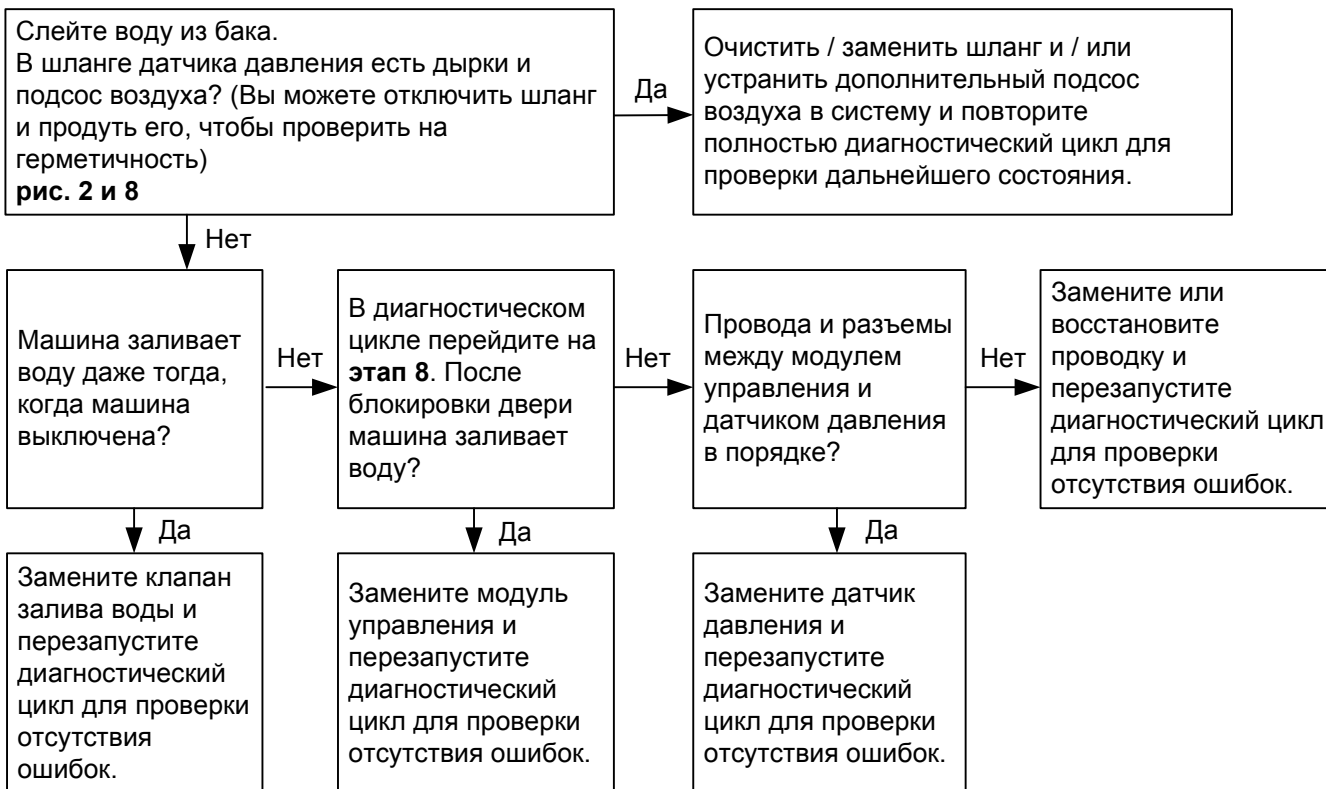 Слейте воду из бака.
В шланге датчика давления есть дырки и
подсос воздуха? (Вы можете отключить шланг
и продуть его, чтобы проверить на
герметичность)
рис. 2 и 8
Да
Очистить / заменить шланг и / или
устранить дополнительный подсос
воздуха в систему и повторите
полностью диагностический цикл для
проверки дальнейшего состояния.
Нет
Машина заливает
воду даже тогда,
когда машина
выключена?
Нет
В диагностическом
цикле перейдите на
этап 8. После
блокировки двери
машина заливает
воду?
Нет
Провода и разъемы
между модулем
управления и
датчиком давления
в порядке?
Нет
Замените или
восстановите
проводку и
перезапустите
диагностический цикл
для проверки
отсутствия ошибок.
Да
Замените клапан
залива воды и
перезапустите
диагностический
цикл для проверки
отсутствия
ошибок.
Да
Замените модуль
управления и
перезапустите
диагностический
цикл для проверки
отсутствия ошибок.
Да
Замените датчик
давления и
перезапустите
диагностический
цикл для проверки
отсутствия ошибок.